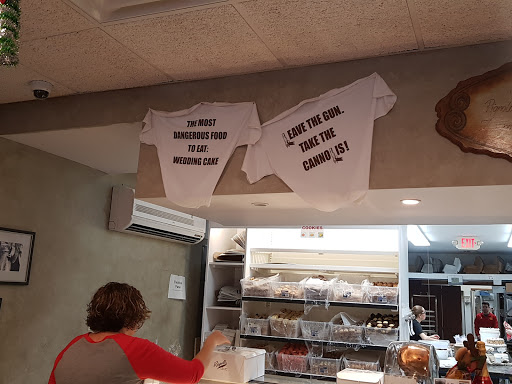 THE MOST
DANGEROUS FOOD
TO EAT:
WEDDING CAKE
LEAVE THE GUN.
TAKE THE
CANNOLIS!
COOKIES
EXIT